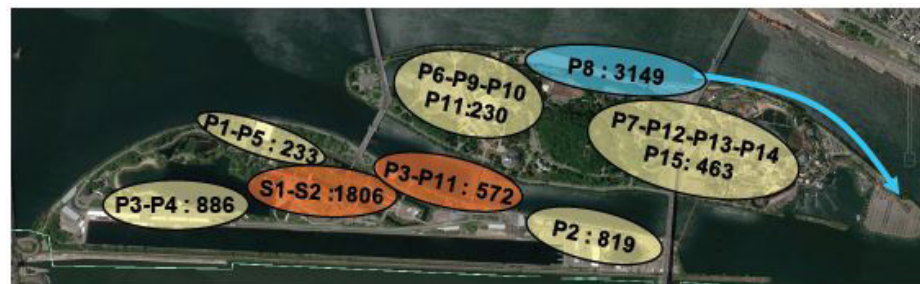 P8 : 3149
P6-P9-P10
P11:230
P7-P12-P13-P14
P15: 463
P1-P5 : 233
P3-P11 : 572
S1-S2 :1806
P3-P4 : 886
P2 : 819